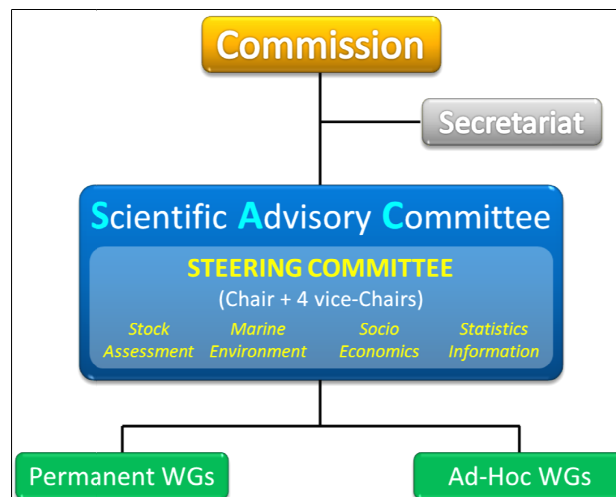 Commission
Secretariat
Scientific Advisory Committee
STEERING COMMITTEE
(Chair + 4 vice-Chairs)
Stock Marine Socio Statistics
Assessment Environment Economics Information
Permanent WGs
Ad-Hoc WGs